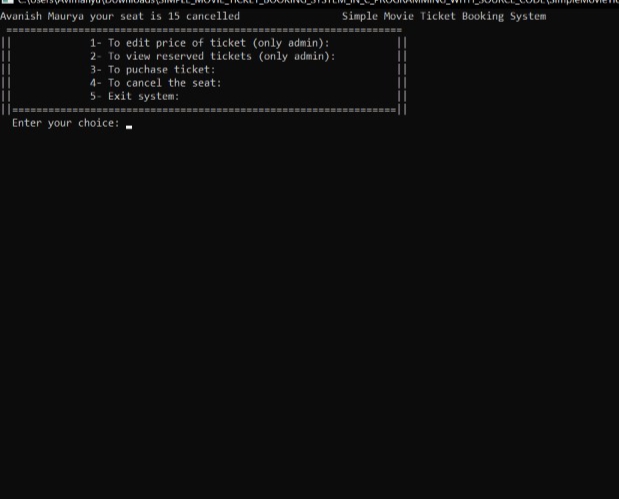 C:\Users\Avimanyu\Downloads\SIMPLE_MOVIE_TICKET_BOOKING_SYSTEM_IN_C_PROGRAMMING_WITH_SOURCE_CODE\SimpleMovieTic
Avanish Maurya your seat is 15 cancelled Simple Movie Ticket Booking System
==================================================================
|| 1- To edit price of ticket (only admin): ||
|| 2- To view reserved tickets (only admin): ||
|| 3- To puchase ticket: ||
|| 4- To cancel the seat: ||
|| 5- Exit system: ||
||================================================================||
Enter your choice: _